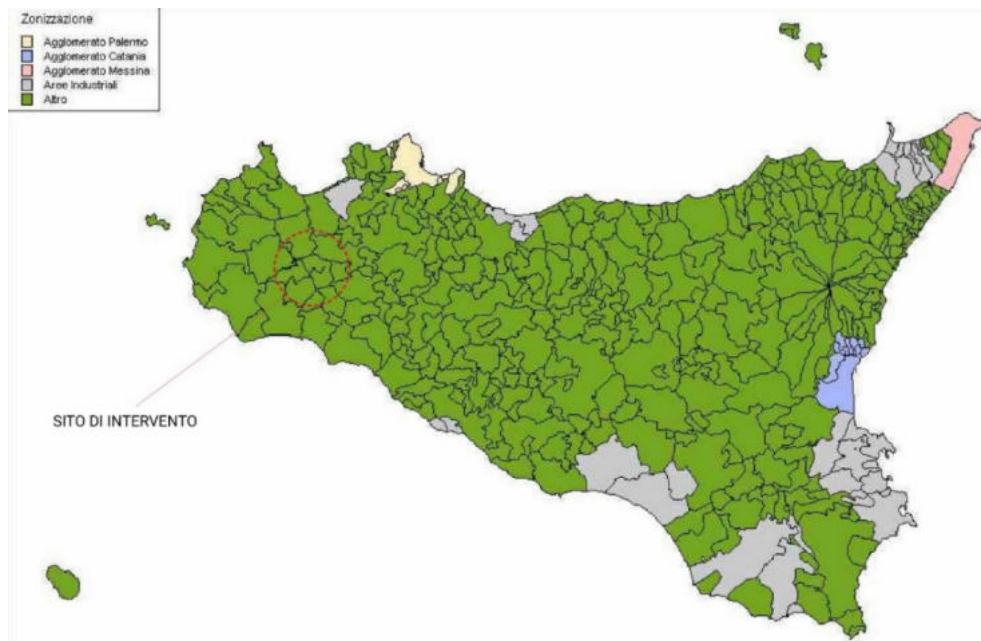 Zonizzazione
Agglomerato Palermo
Agglomerato Catania
Agglomerato Messina
Aree Industriali
Altro
SITO DI INTERVENTO